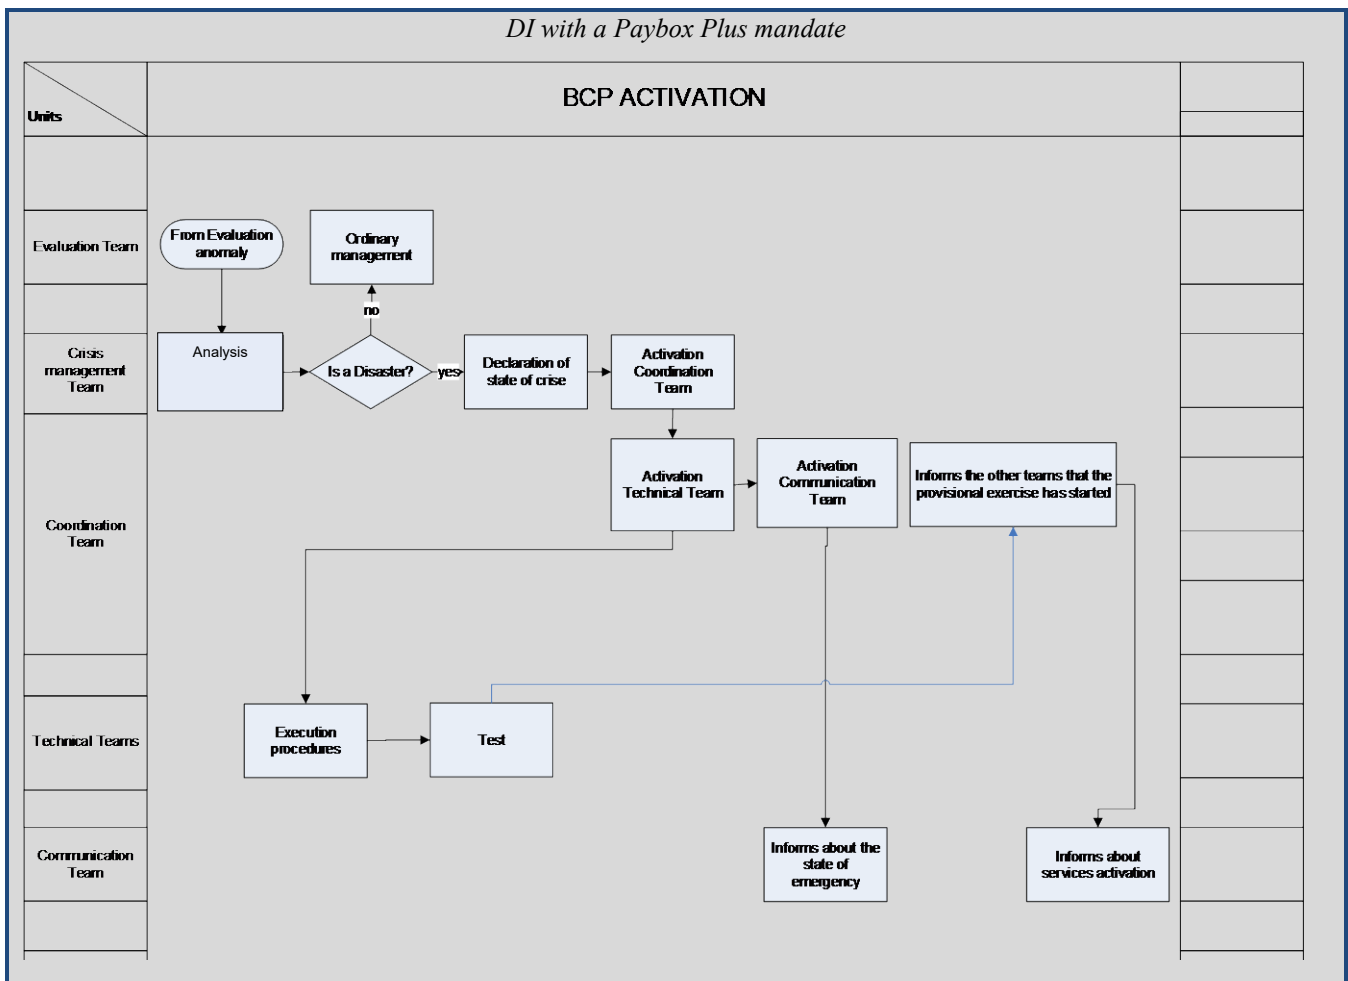 DI with a Paybox Plus mandate
Units
BCP ACTIVATION
Evaluation Team
From Evaluation
anomaly
Ordinary
management
no
Crisis
management
Team
Analysis
Is a Disaster?
yes
Declaration of
state of crise
Activation
Coordination
Team
Coordination
Team
Activation
Technical Team
Activation
Communication
Team
Informs the other teams that the
provisional exercise has started
Technical Teams
Execution
procedures
Test
Communication
Team
Informs about the
state of
emergency
Informs about
services activation